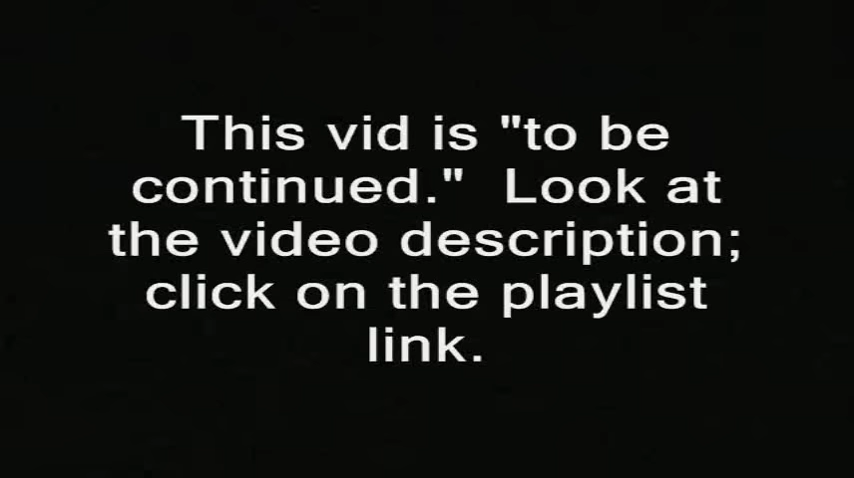 This vid is "to be
continued."  Look at
the video description;
click on the playlist
link.